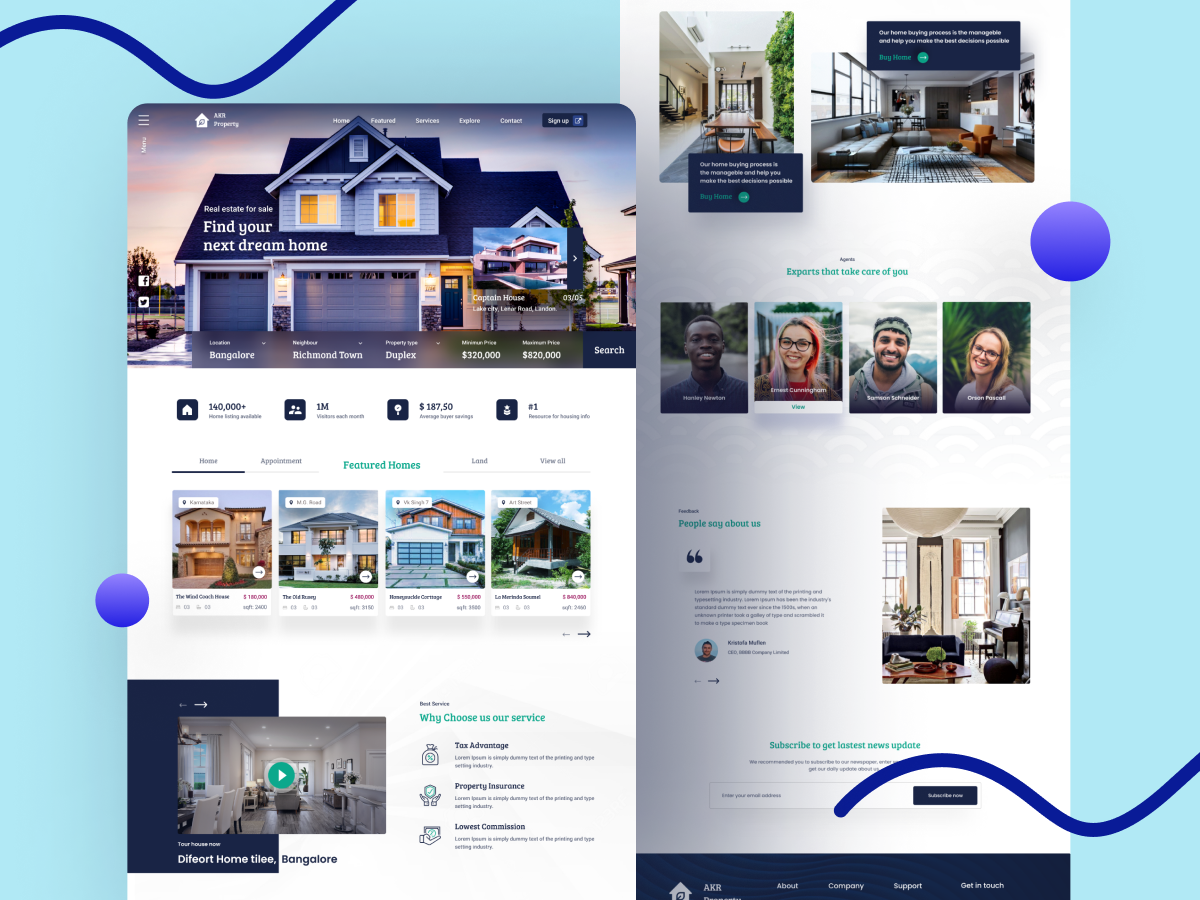 AKR
Property
Home
Featured
Services
Explore
Contact
Sign up
Menu
Real estate for sale
Find your
next dream home
Captain House
03/05
Lake city, Lenar Road, Landon.
Location
Bangalore
Neighbour
Richmond Town
Property type
Duplex
Minimun Price
$320,000
Maximum Price
$820,000
Search
140,000+
Home listing available
1M
Visitors each month
$ 187,50
Average buyer savings
#1
Resource for housing info
Home
Appointment
Featured Homes
Land
View all
Karnataka
The Wind Coach House
$ 180,000
03
03
sqft: 2400
M.G. Road
The Old Rusey
$ 480,000
03
03
sqft: 3150
Vk Singh 7
Honeysuckle Corttage
$ 550,000
03
03
sqft: 3500
Art Street
La Merinda Soumel
$ 840,000
03
03
sqft: 2460
Tour house now
Difeort Home tilee, Bangalore
Best Service
Why Choose us our service
Tax Advantage
Lorem Ipsum is simply dummy text of the printing and type
setting industry.
Property Insurance
Lorem Ipsum is simply dummy text of the printing and type
setting industry.
Lowest Commission
Lorem Ipsum is simply dummy text of the printing and type
setting industry.
Our home buying process is the manageble
and help you make the best decisions possible
Buy Home
Our home buying process is
the manageble and help you
make the best decisions possible
Buy Home
Agents
Exparts that take care of you
Hanley Newton
Ernest Cunningham
View
Samson Schneider
Orson Pascall
Feedback
People say about us
Lorem Ipsum is simply dummy text of the printing and
typesetting industry. Lorem Ipsum has been the industry's
standard dummy text ever since the 1500s, when an
unknown printer took a galley of type and scrambled it
to make a type specimen book
Kristofa Muflen
CEO, BBNB Company Limited
Subscribe to get lastest news update
We recommended you to subscribe to our newspaper, enter
get our daily update about us
Enter your email address
Subscribe now
AKR
Property
About
Company
Support
Get in touch